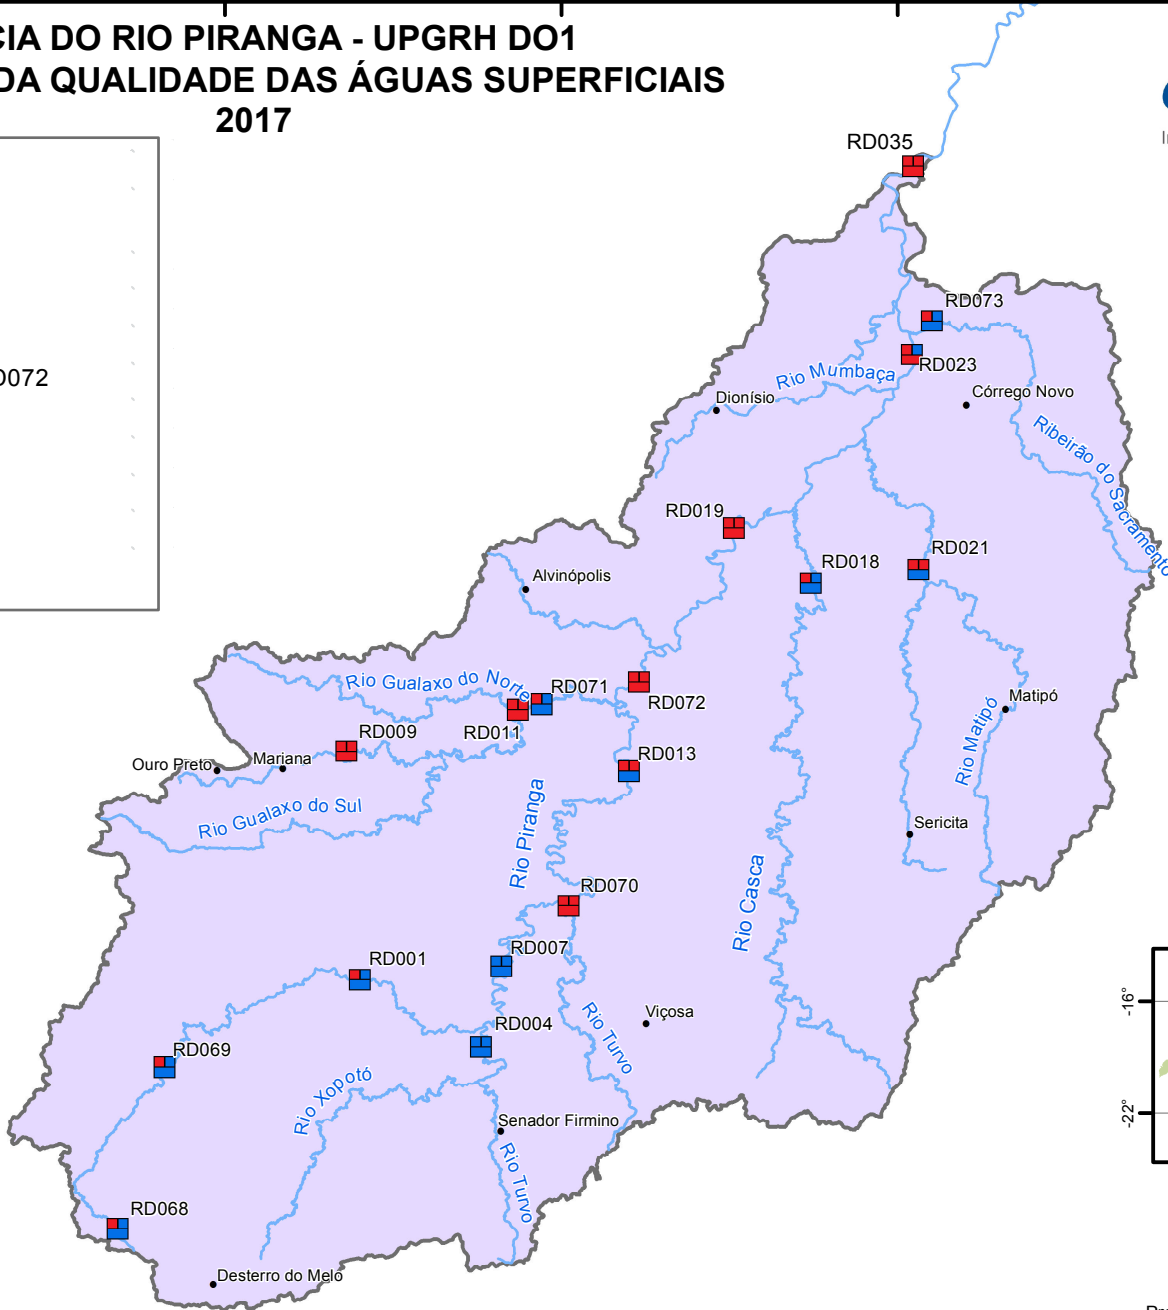 CIA DO RIO PIRANGA - UPGRH DO1
DA QUALIDADE DAS ÁGUAS SUPERFICIAIS
2017
RD035
RD073
RD023
D072
Rio Mumbaça
Dionísio
Córrego Novo
Ribeirão do Sacramento
RD019
RD021
RD018
Alvinópolis
Rio Gualaxo do Norte
RD071
RD072
RD011
RD009
Matipó
Rio Matipó
Ouro Preto
Mariana
RD013
Rio Gualaxo do Sul
Rio Piranga
Sericita
Rio Casca
RD070
RD007
RD001
-16°
Viçosa
RD004
Rio Turvo
RD069
Rio Xopotó
-22°
Senador Firmino
Rio Turvo
RD068
Desterro do Melo